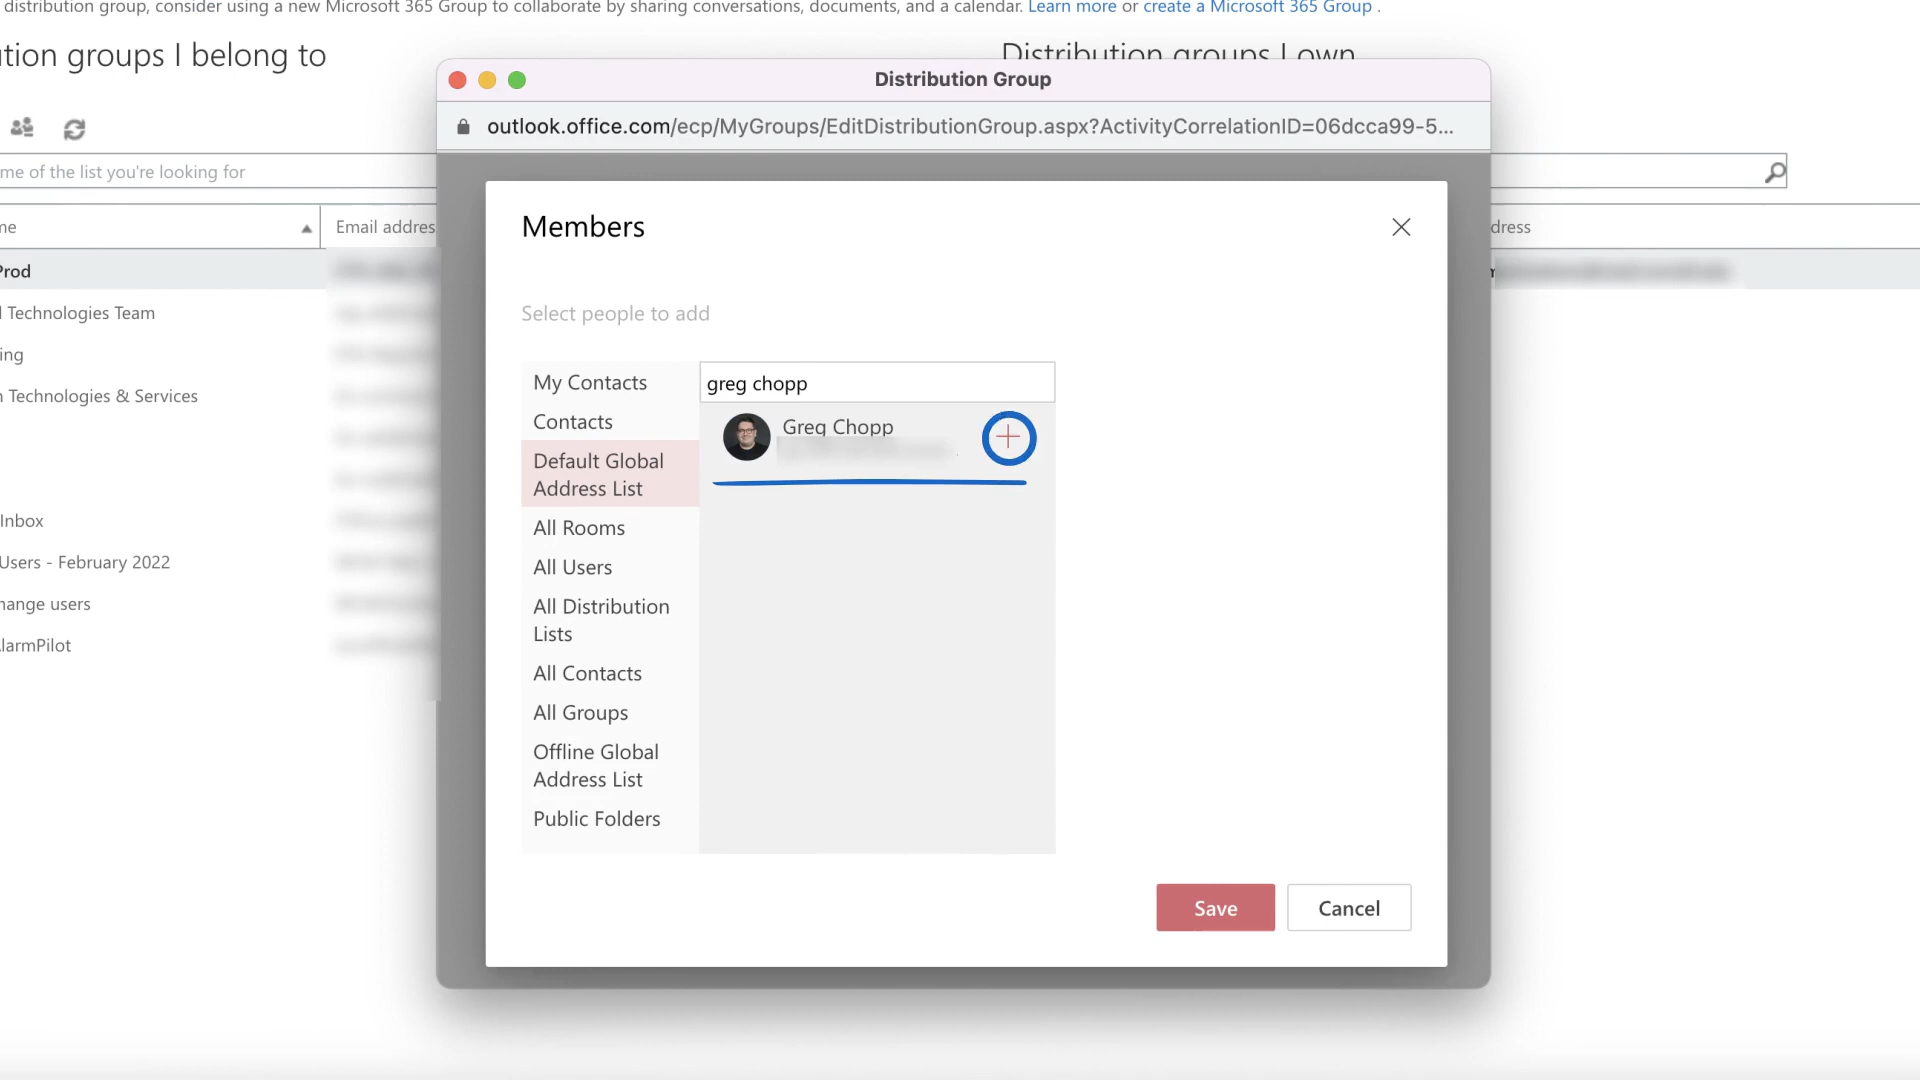 distribution group, consider using a new Microsoft 365 Group to collaborate by sharing conversations, documents, and a calendar. Learn more or create a Microsoft 365 Group .
tion groups I belong to
Distribution groups I own
Distribution Group
outlook.office.com/ecp/MyGroups/EditDistributionGroup.aspx?ActivityCorrelationID=06dcca99-5...
me of the list you're looking for
me
Email addres
dress
Prod
Technologies Team
ing
Technologies & Services
Inbox
Users - February 2022
hange users
larmPilot
Members
Select people to add
My Contacts
Contacts
Default Global
Address List
All Rooms
All Users
All Distribution
Lists
All Contacts
All Groups
Offline Global
Address List
Public Folders
greg chopp
Greg Chopp
Save
Cancel